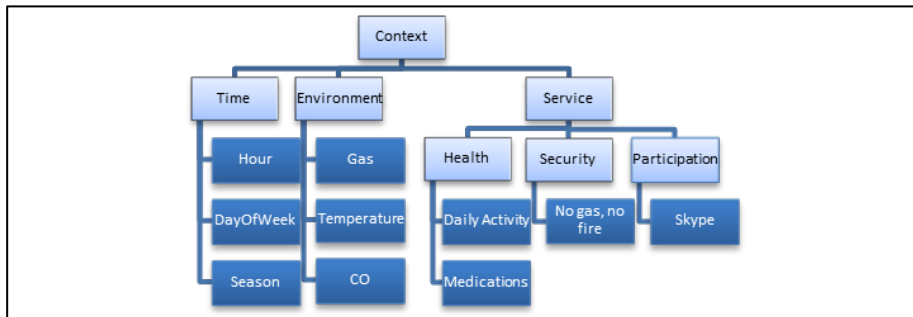 Context
Time
Environment
Service
Hour
Gas
Health
Security
Participation
DayOfWeek
Temperature
Daily Activity
No gas, no
fire
Skype
Season
CO
Medications